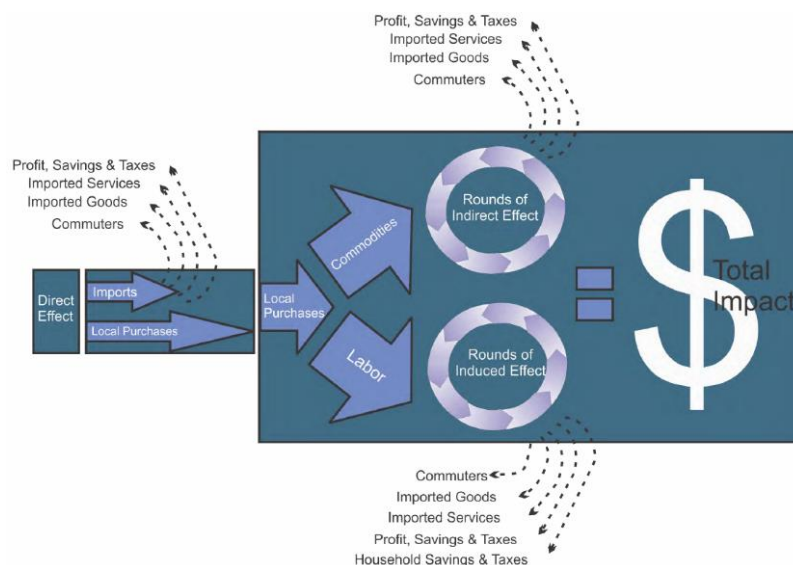 Profit, Savings & Taxes
Imported Services
Imported Goods
Commuters
Profit, Savings & Taxes
Imported Services
Imported Goods
Commuters
Direct
Effect
Imports
Local Purchases
Local
Purchases
Commodities
Labor
Rounds of
Indirect Effect
Rounds of
Induced Effect
$
Total
Impact
Commuters
Imported Goods
Imported Services
Profit, Savings & Taxes
Household Savings & Taxes